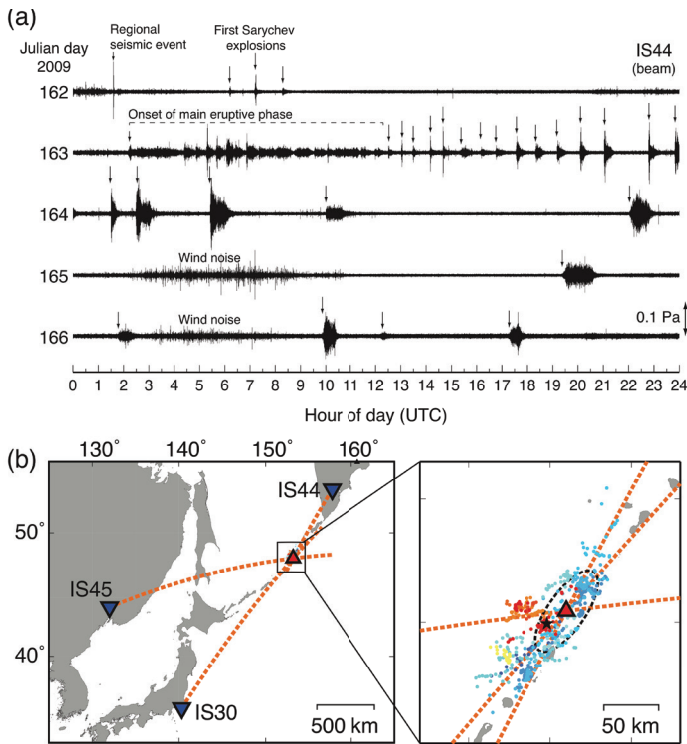 (a)
Julian day
2009
Regional
seismic event
First Sarychev
explosions
IS44
(beam)
162
Onset of main eruptive phase
163
164
Wind noise
165
Wind noise
0.1 Pa
166
0 1 2 3 4 5 6 7 8 9 10 11 12 13 14 15 16 17 18 19 20 21 22 23 24
Hour of day (UTC)
(b)
130° 140° 150° 160°
IS44
50°
IS45
40°
IS30
500 km
50 km